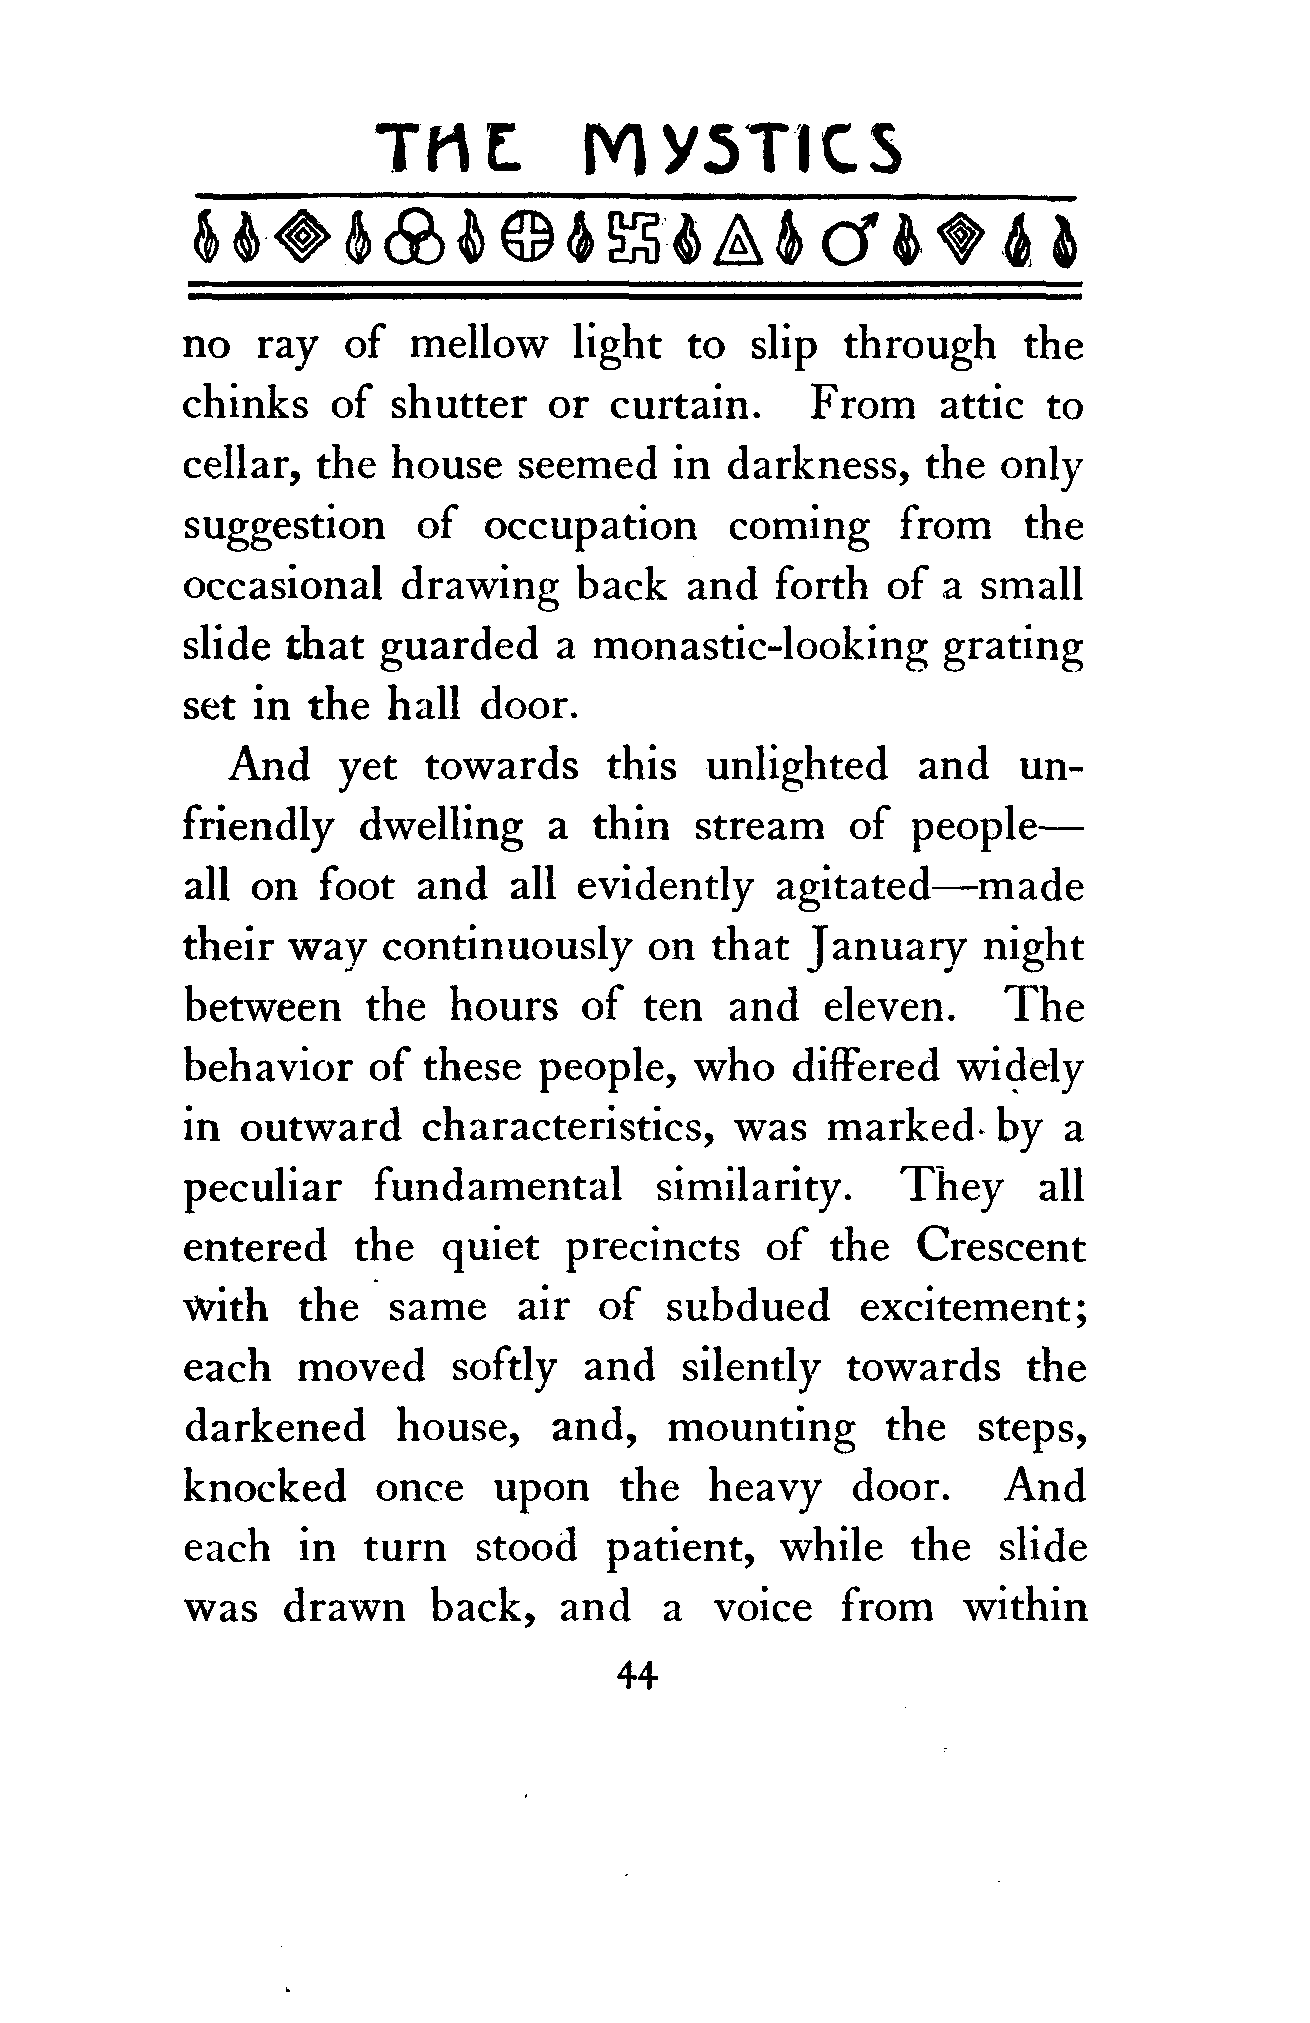 THE MYSTICS
no ray of mellow light to slip through the
chinks of shutter or curtain. From attic to
cellar, the house seemed in darkness, the only
suggestion of occupation coming from the
occasional drawing back and forth of a small
slide that guarded a monastic-looking grating
set in the hall door.
And yet towards this unlighted and un-
friendly dwelling a thin stream of people—
all on foot and all evidently agitated—made
their way continuously on that January night
between the hours of ten and eleven. The
behavior of these people, who differed widely
in outward characteristics, was marked by a
peculiar fundamental similarity. They all
entered the quiet precincts of the Crescent
with the same air of subdued excitement;
each moved softly and silently towards the
darkened house, and, mounting the steps,
knocked once upon the heavy door. And
each in turn stood patient, while the slide
was drawn back, and a voice from within
44